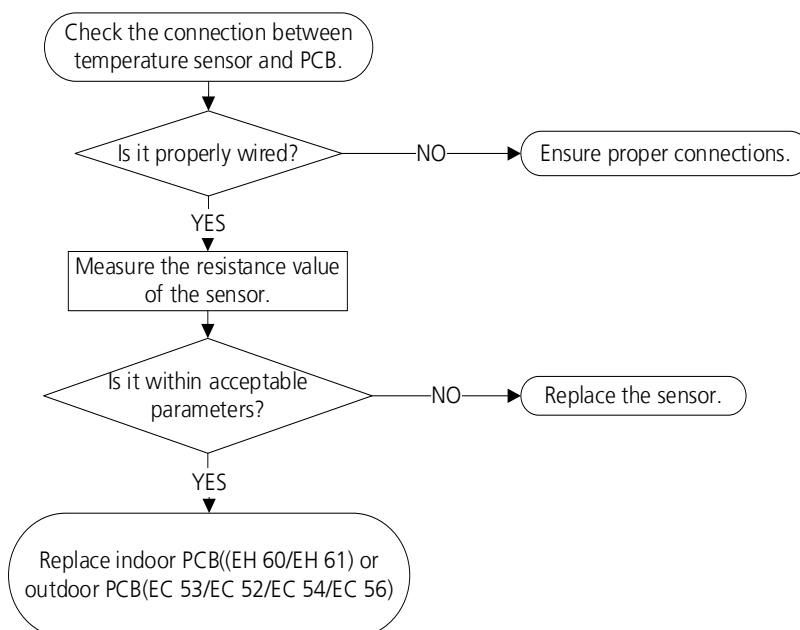 Check the connection between
temperature sensor and PCB.
Is it properly wired?
NO
Ensure proper connections.
YES
Measure the resistance value
of the sensor.
Is it within acceptable
parameters?
NO
Replace the sensor.
YES
Replace indoor PCB((EH 60/EH 61) or
outdoor PCB(EC 53/EC 52/EC 54/EC 56)